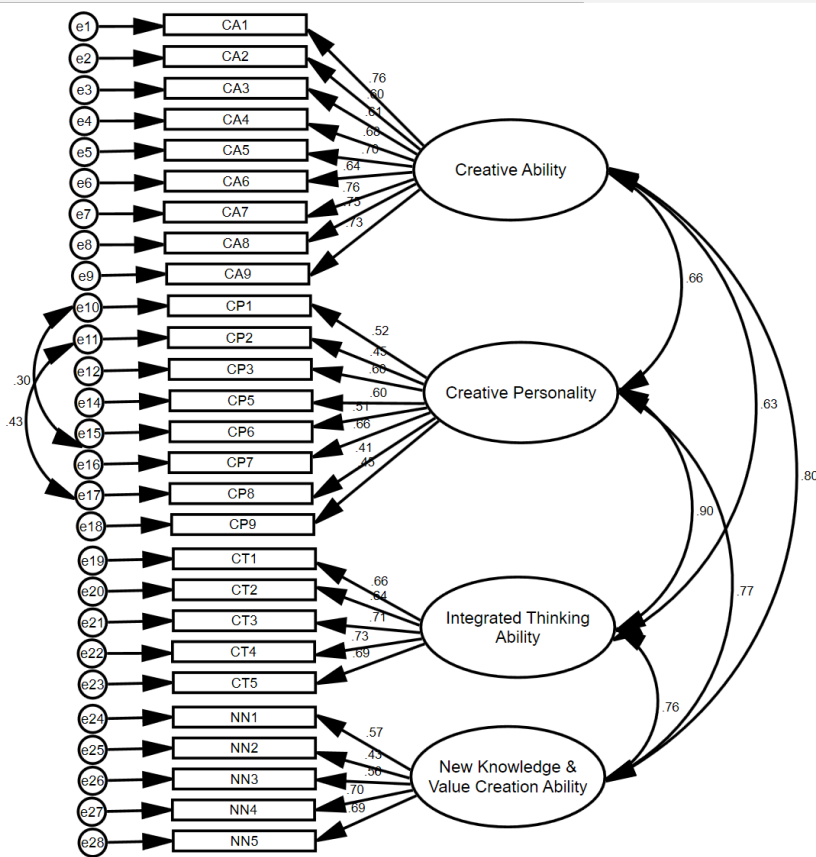 e1 CA1
e2 CA2
e3 CA3
e4 CA4
e5 CA5
e6 CA6
e7 CA7
e8 CA8
e9 CA9
.76
.60
.61
.68
.70
.64
.76
.75
.73
Creative Ability
e10 CP1
e11 CP2
e12 CP3
e14 CP5
e15 CP6
e16 CP7
e17 CP8
e18 CP9
.30
.43
.52
.45
.60
.60
.51
.66
.41
.45
Creative Personality
e19 CT1
e20 CT2
e21 CT3
e22 CT4
e23 CT5
.66
.64
.71
.73
.69
Integrated Thinking
Ability
e24 NN1
e25 NN2
e26 NN3
e27 NN4
e28 NN5
.57
.43
.70
.69
New Knowledge &
Value Creation Ability
.66
.63
.80
.90
.77
.76